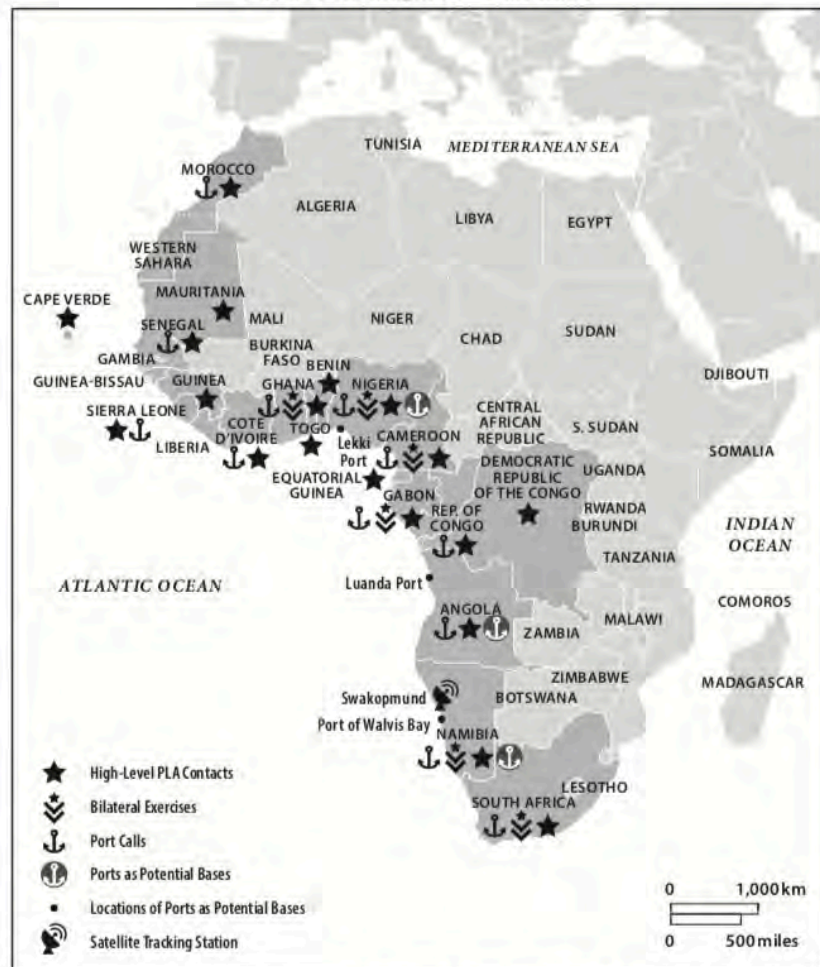 TUNISIA
MEDITERRANEAN SEA
MOROCCO
ALGERIA
LIBYA
EGYPT
WESTERN
SAHARA
CAPE VERDE
MAURITANIA
MALI
NIGER
CHAD
SUDAN
SENEGAL
GAMBIA
BURKINA
FASO
BENIN
DJIBOUTI
GUINEA-BISSAU
GUINEA
GHANA
NIGERIA
SIERRA LEONE
COTE
D'IVOIRE
TOGO
Lekki
Port
CAMEROON
CENTRAL
AFRICAN
REPUBLIC
S. SUDAN
SOMALIA
LIBERIA
EQUATORIAL
GUINEA
DEMOCRATIC
REPUBLIC
OF THE CONGO
UGANDA
GABON
REP. OF
CONGO
RWANDA
BURUNDI
INDIAN
OCEAN
TANZANIA
ATLANTIC OCEAN
Luanda Port
COMOROS
ANGOLA
ZAMBIA
MALAWI
ZIMBABWE
MADAGASCAR
Swakopmund
BOTSWANA
Port of Walvis Bay
NAMIBIA
LESOTHO
SOUTH AFRICA
High-Level PLA Contacts
Bilateral Exercises
Port Calls
Ports as Potential Bases
Locations of Ports as Potential Bases
Satellite Tracking Station
0 1,000 km
0 500 miles